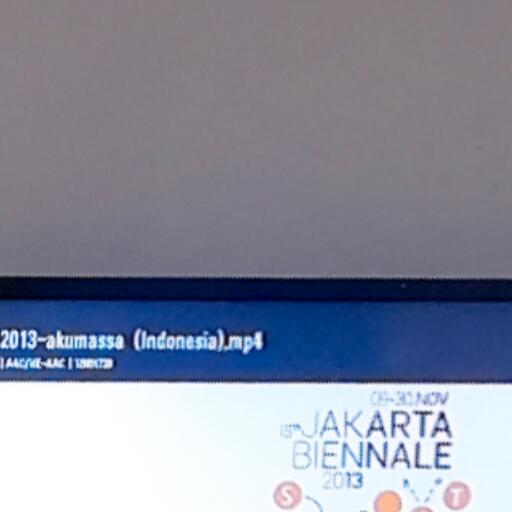 2013-akumassa (Indonesia).mp4
09-30 NOV
15th JAKARTA
BIENNALE
2013
S
T